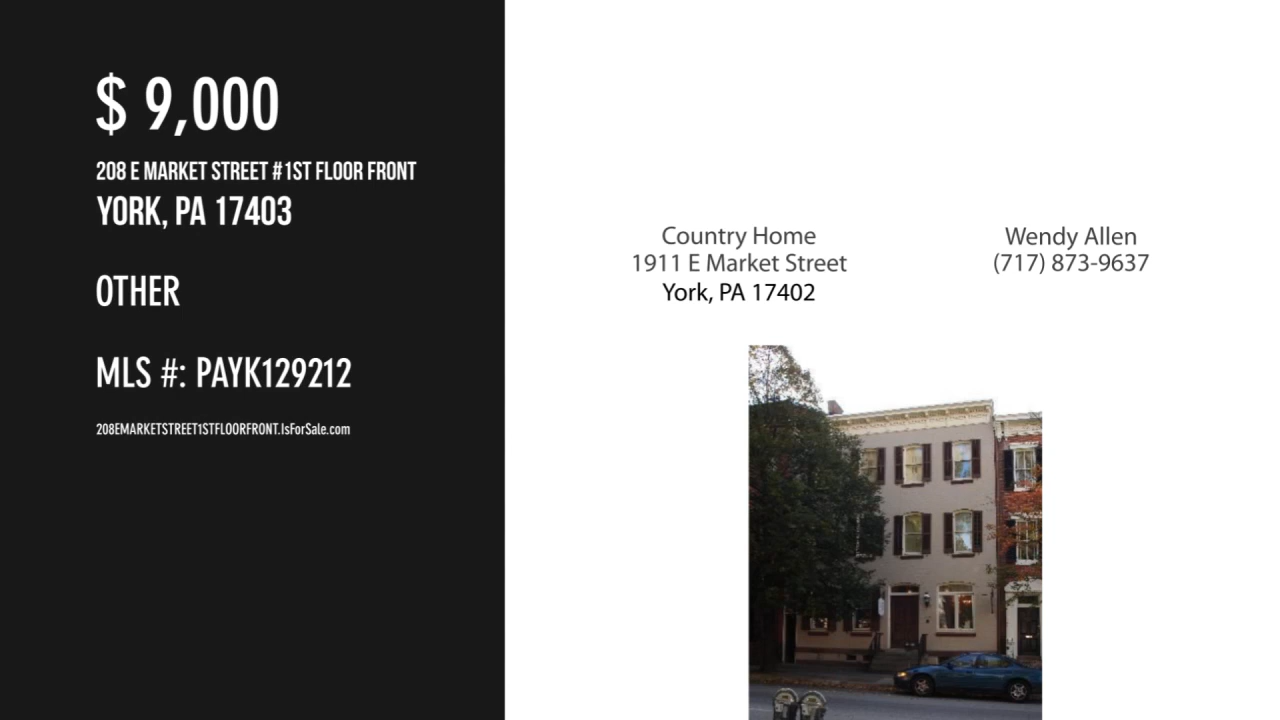 $ 9,000
208 E MARKET STREET #1ST FLOOR FRONT
YORK, PA 17403
OTHER
MLS #: PAYK129212
208EMARKETSTREET1STFLOORFRONT.IsForSale.com
Country Home
1911 E Market Street
York, PA 17402
Wendy Allen
(717) 873-9637